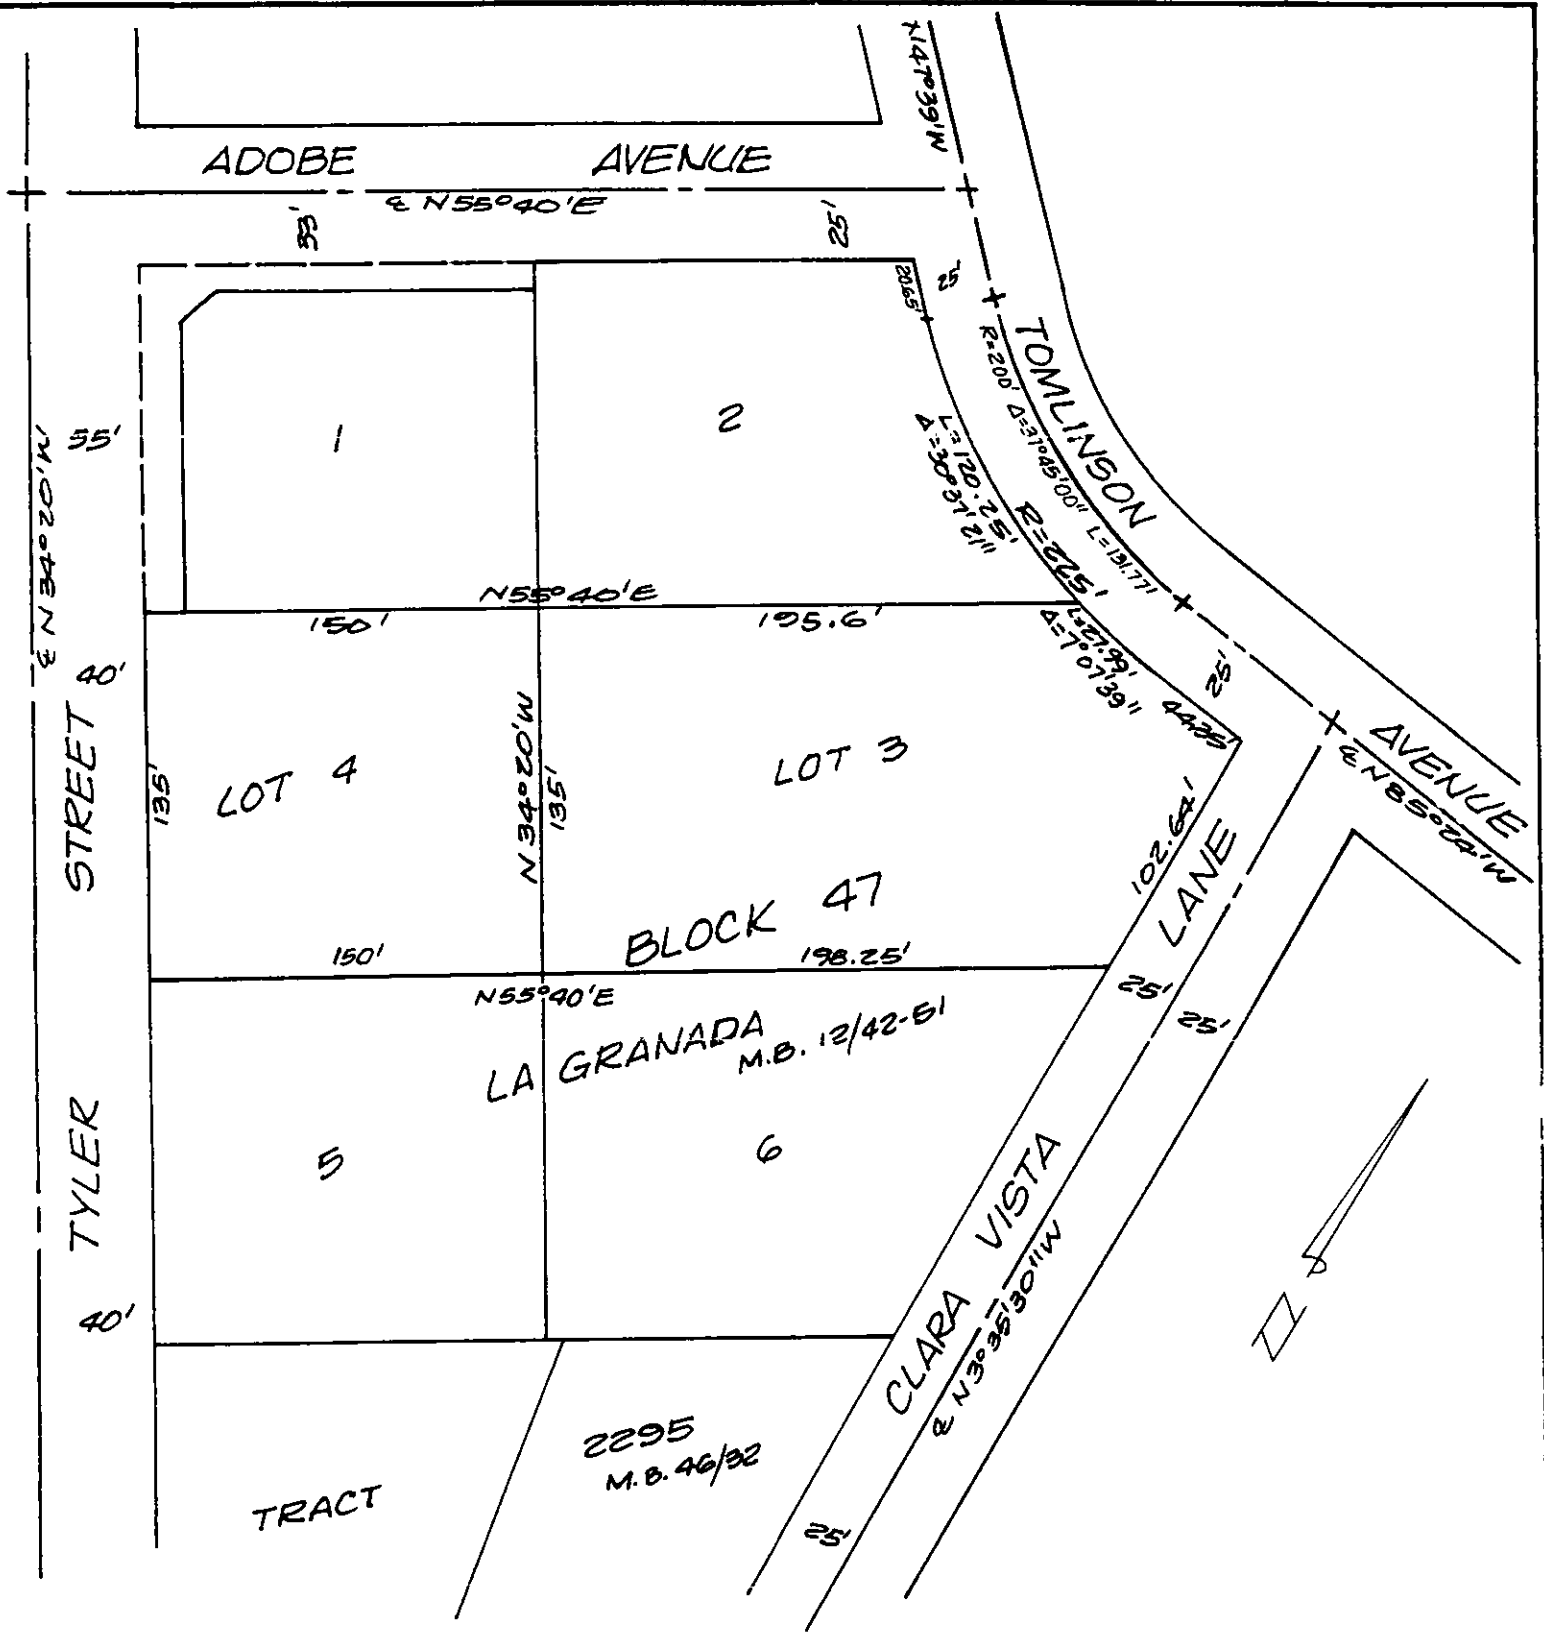 N14°39'W
ADOBE AVENUE
℄ N55°40'E
33'
25'
20.65'
25'
TOMLINSON
R=200' Δ=37°45'00" L=131.77'
55'
1
2
L=120.25'
Δ=30°37'21"
R=225'
℄ N34°20'W
N55°40'E
150'
195.6'
L=27.99'
Δ=7°07'39"
25'
44.25'
40'
AVENUE
℄ N85°24'W
STREET
135'
LOT 4
N34°20'W
135'
LOT 3
102.64'
LANE
BLOCK 47
150'
198.25'
N55°40'E
25'
25'
LA GRANADA
M.B. 12/42-51
TYLER
5
6
VISTA
CLARA
℄ N3°35'30"W
40'
N
2295
M.B. 46/32
TRACT
25'